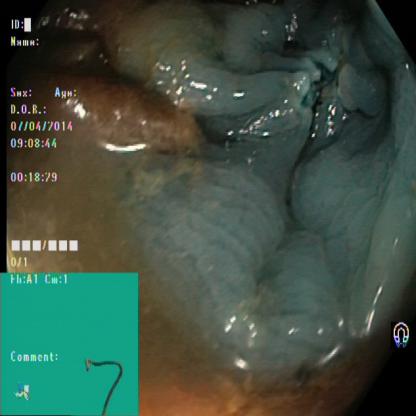 ID:
Name:
Sex: Age:
D.O.B.:
07/04/2014
09:08:44
00:18:29
■■■/■■■
0/1
Eh:A1 Cm:1
Comment: